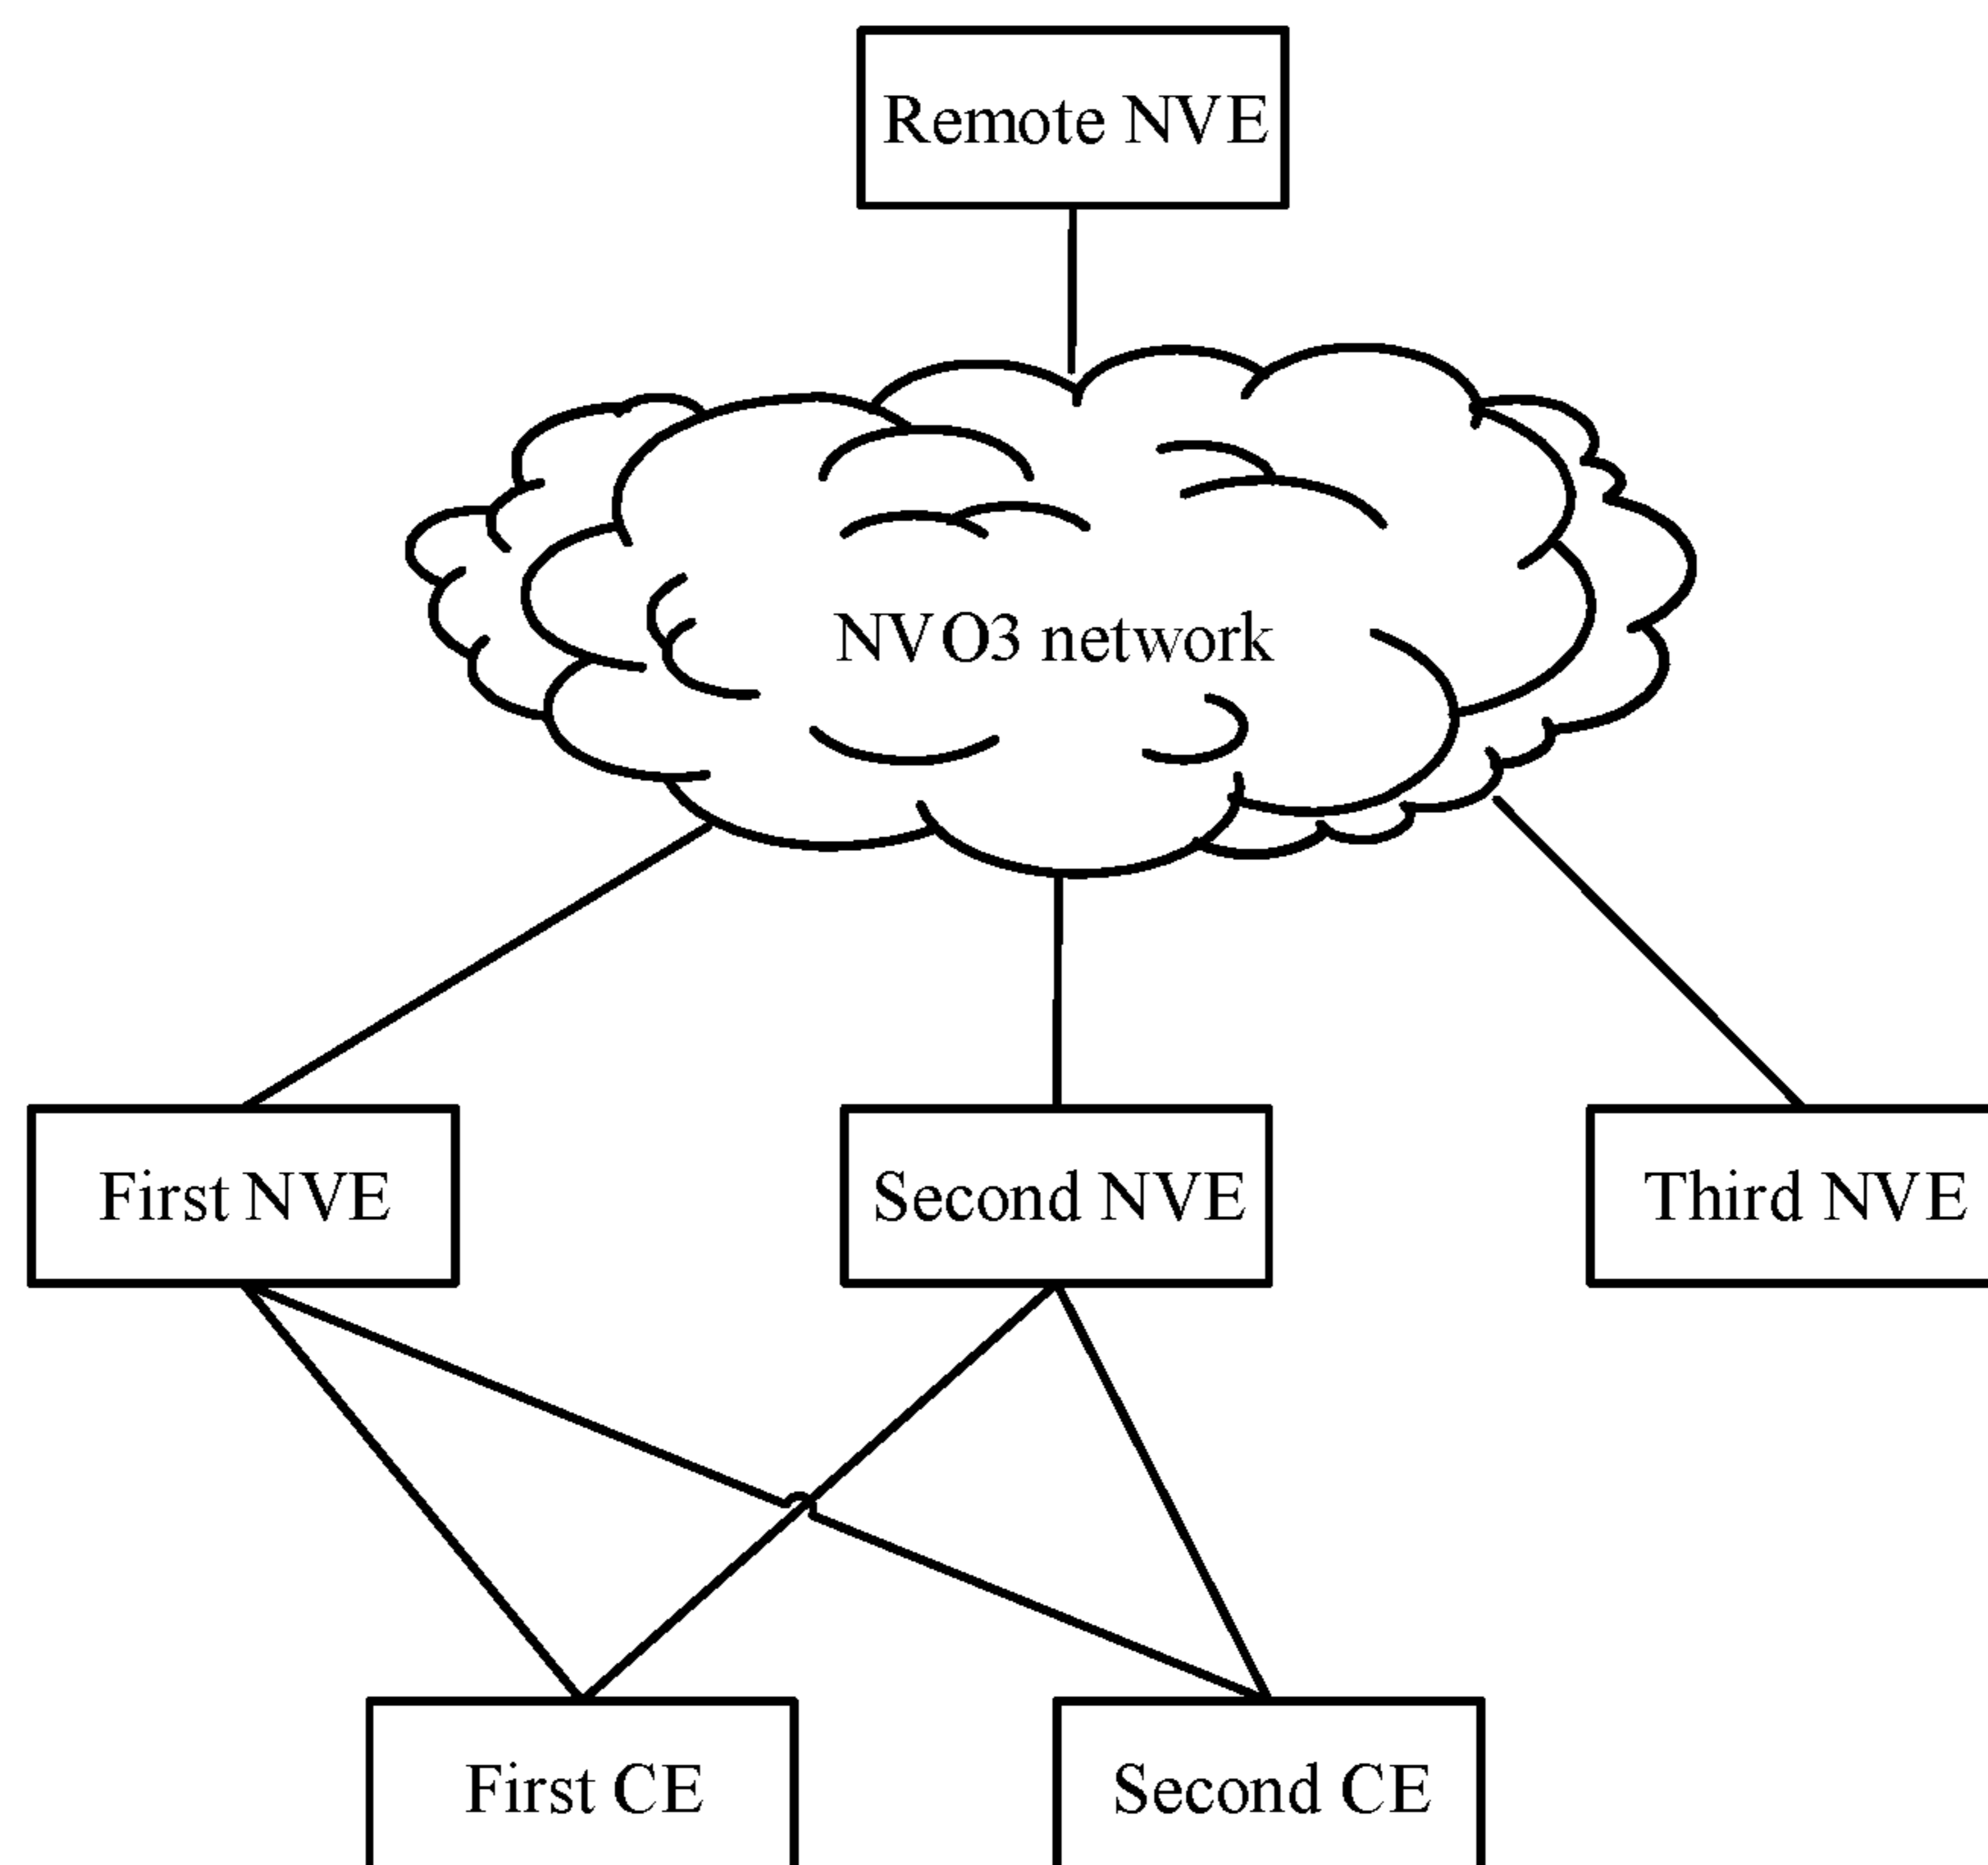 Remote NVE
NVO3 network
First NVE
Second NVE
Third NVE
First CE
Second CE